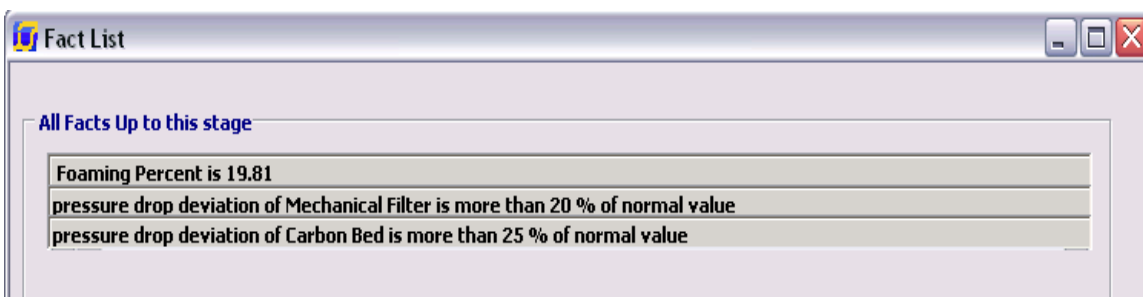 Fact List
All Facts Up to this stage
Foaming Percent is 19.81
pressure drop deviation of Mechanical Filter is more than 20 % of normal value
pressure drop deviation of Carbon Bed is more than 25 % of normal value